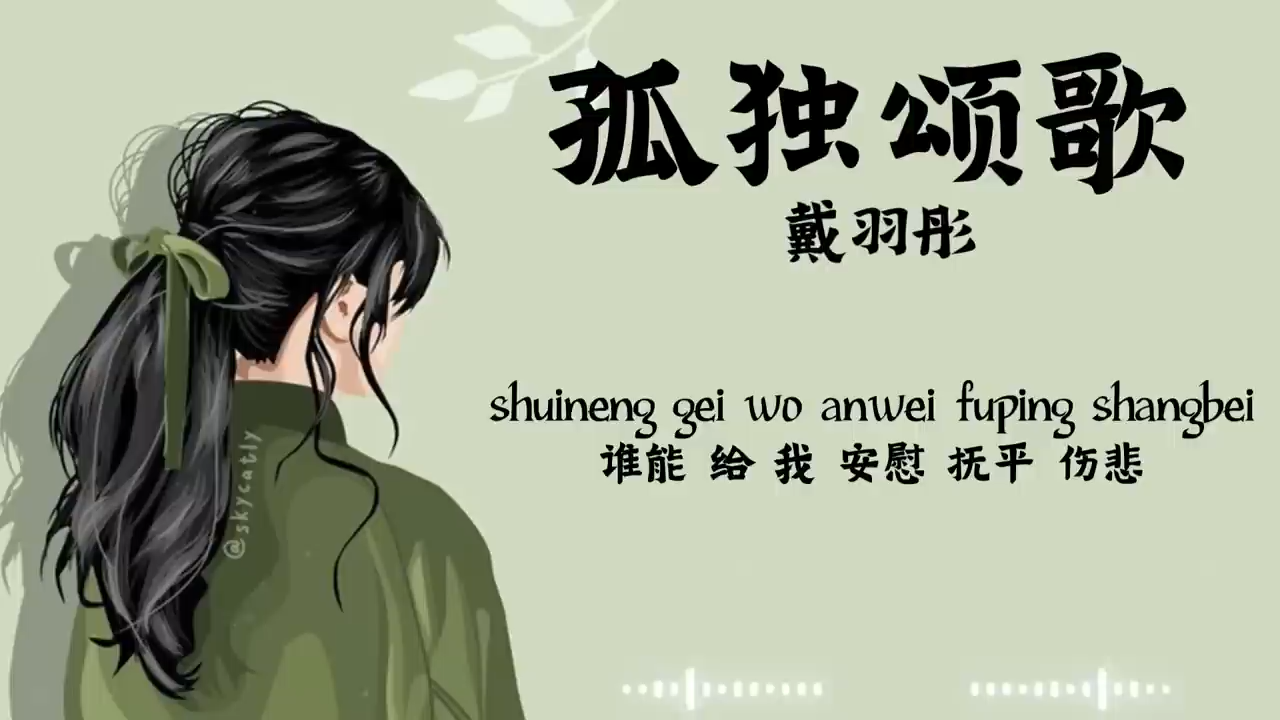 孤独颂歌
戴羽彤
shuineng gei wo anwei fuping shangbei
谁能 给 我 安慰 抚平 伤悲
@skycatly